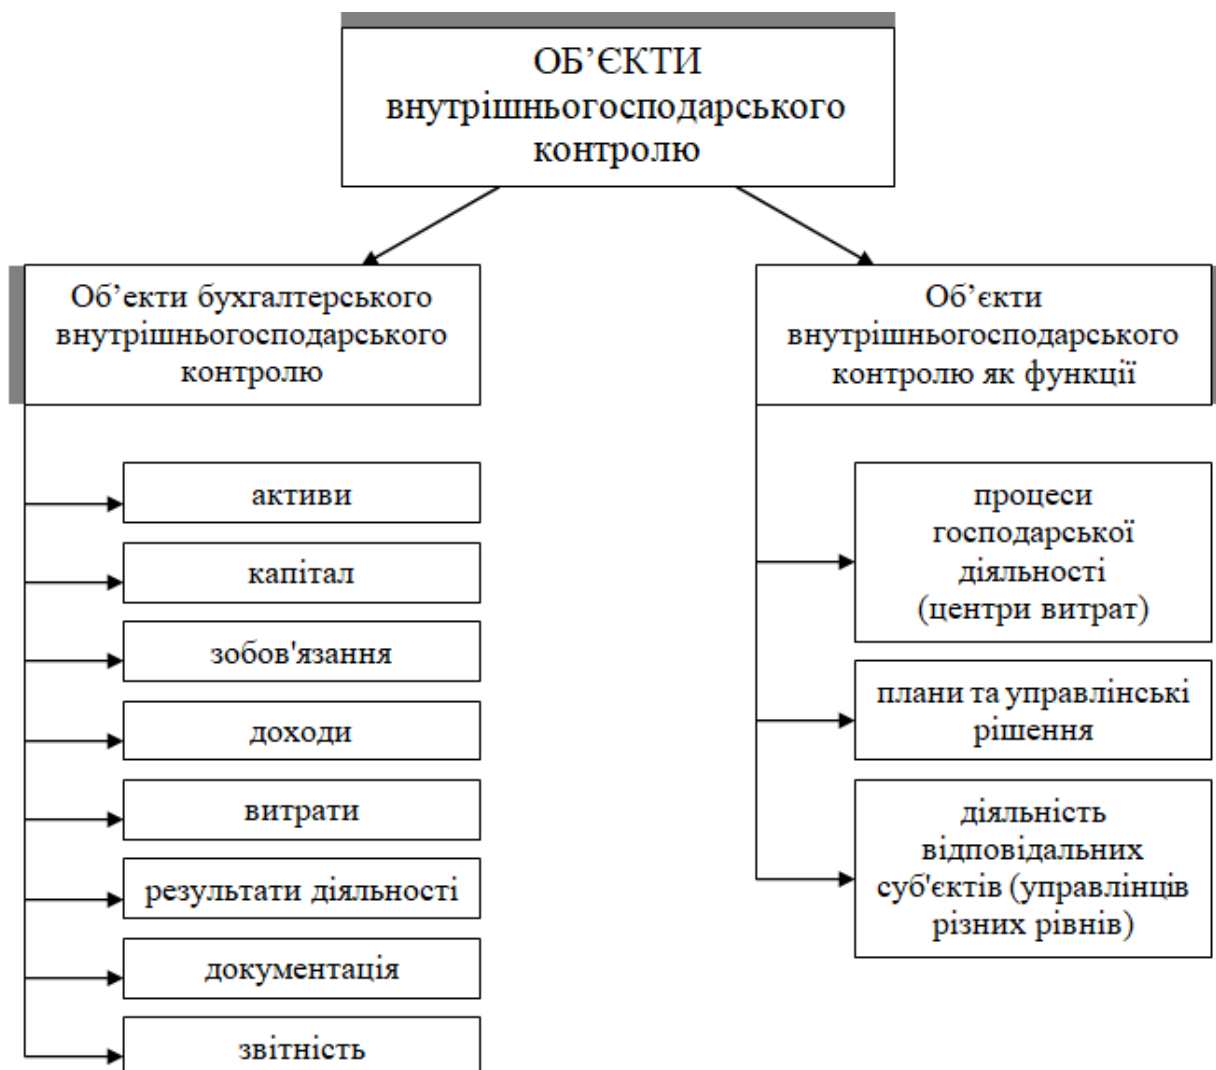 ОБ’ЄКТИ
внутрішньогосподарського
контролю
Об’екти бухгалтерського
внутрішньогосподарського
контролю
активи
капітал
зобов'язання
доходи
витрати
результати діяльності
документація
звітність
Об’єкти
внутрішньогосподарського
контролю як функції
процеси
господарської
діяльності
(центри витрат)
плани та управлінські
рішення
діяльність
відповідальних
суб'єктів (управлінців
різних рівнів)